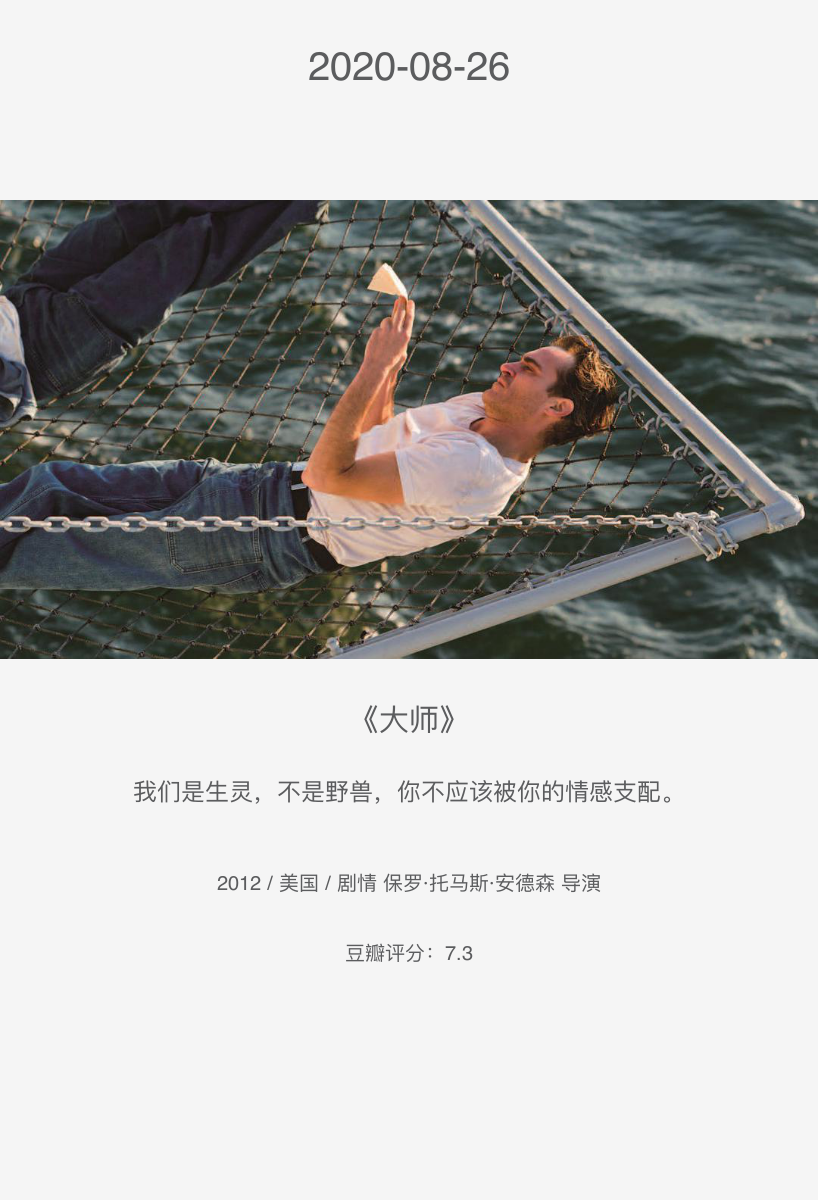 2020-08-26
《大师》
我们是生灵，不是野兽，你不应该被你的情感支配。
2012 / 美国 / 剧情 保罗·托马斯·安德森 导演
豆瓣评分：7.3